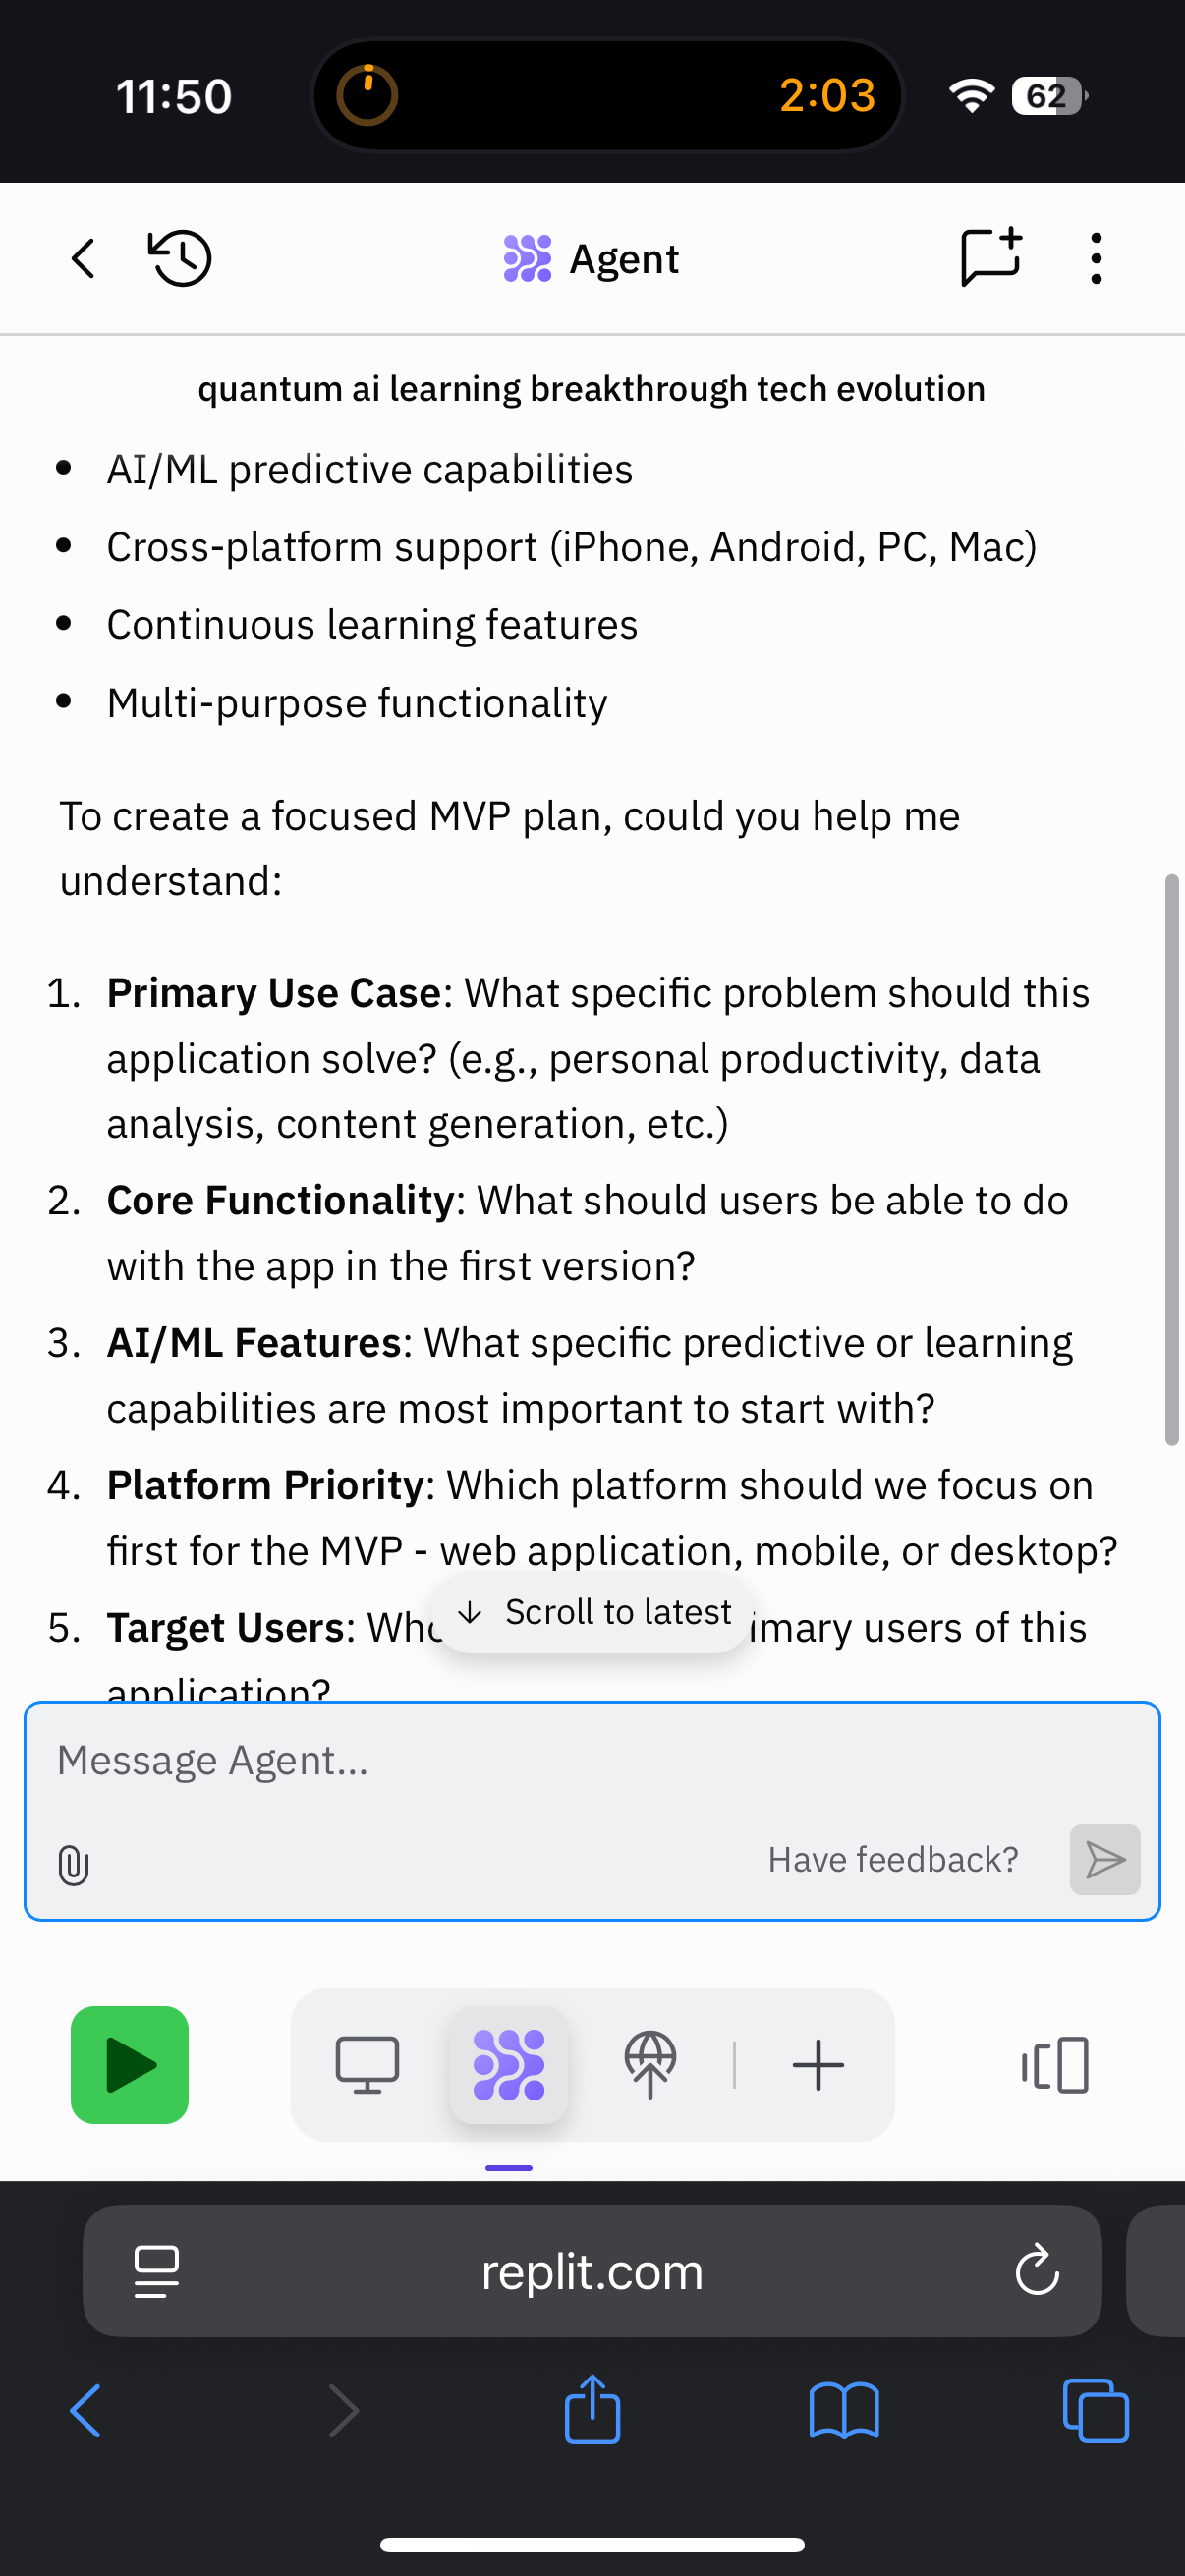 11:50
2:03
62
Agent
quantum ai learning breakthrough tech evolution
• AI/ML predictive capabilities
• Cross-platform support (iPhone, Android, PC, Mac)
• Continuous learning features
• Multi-purpose functionality
To create a focused MVP plan, could you help me
understand:
1. Primary Use Case: What specific problem should this
application solve? (e.g., personal productivity, data
analysis, content generation, etc.)
2. Core Functionality: What should users be able to do
with the app in the first version?
3. AI/ML Features: What specific predictive or learning
capabilities are most important to start with?
4. Platform Priority: Which platform should we focus on
first for the MVP - web application, mobile, or desktop?
5. Target Users: users of this
↓ Scroll to latest
application?
Message Agent...
Have feedback?
replit.com